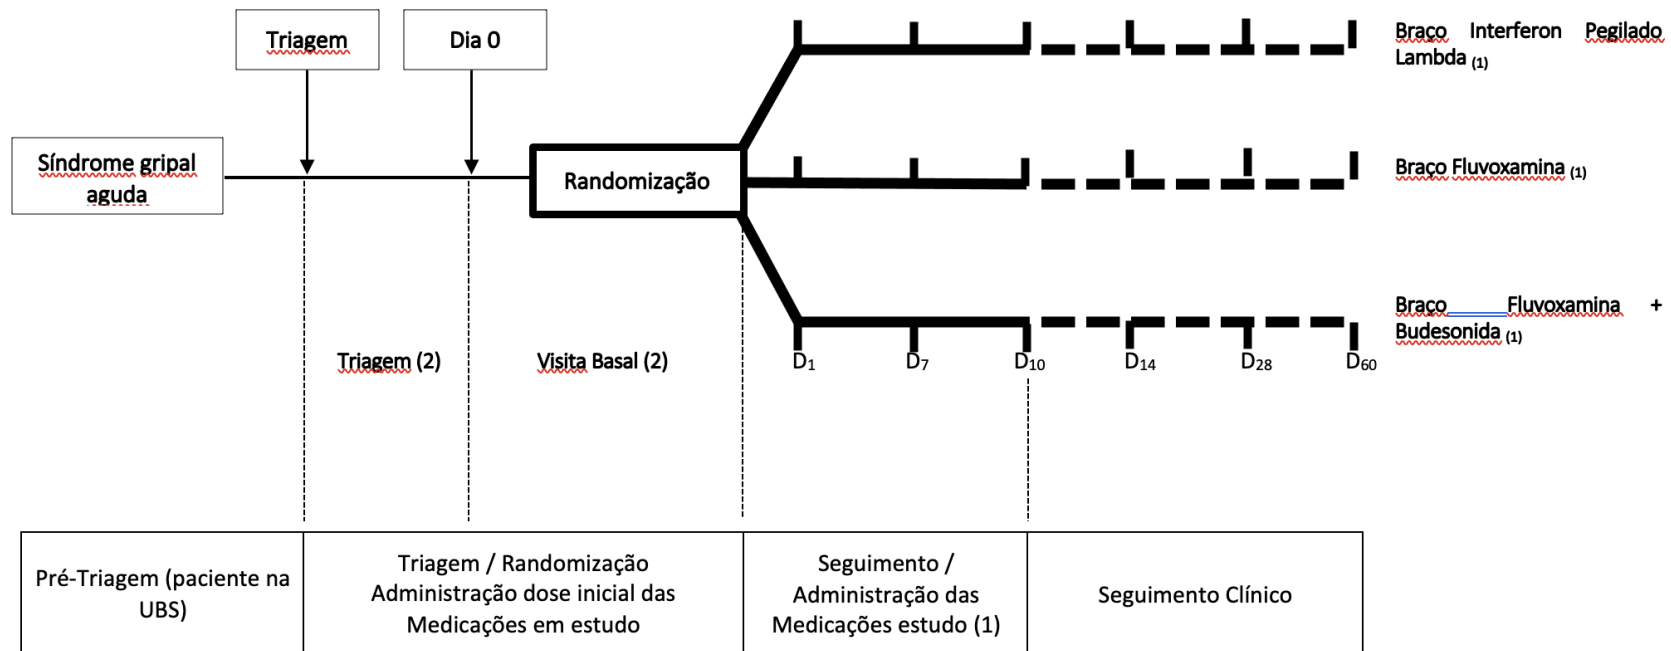 Triagem
Dia 0
Síndrome gripal
aguda
Randomização
Braço Interferon Pegilado
Lambda (1)
Braço Fluvoxamina (1)
Braço Fluvoxamina +
Budesonida (1)
Triagem (2)
Visita Basal (2)
D1
D7
D10
D14
D28
D60
Pré-Triagem (paciente na
UBS)
Triagem / Randomização
Administração dose inicial das
Medicações em estudo
Seguimento /
Administração das
Medicações estudo (1)
Seguimento Clínico